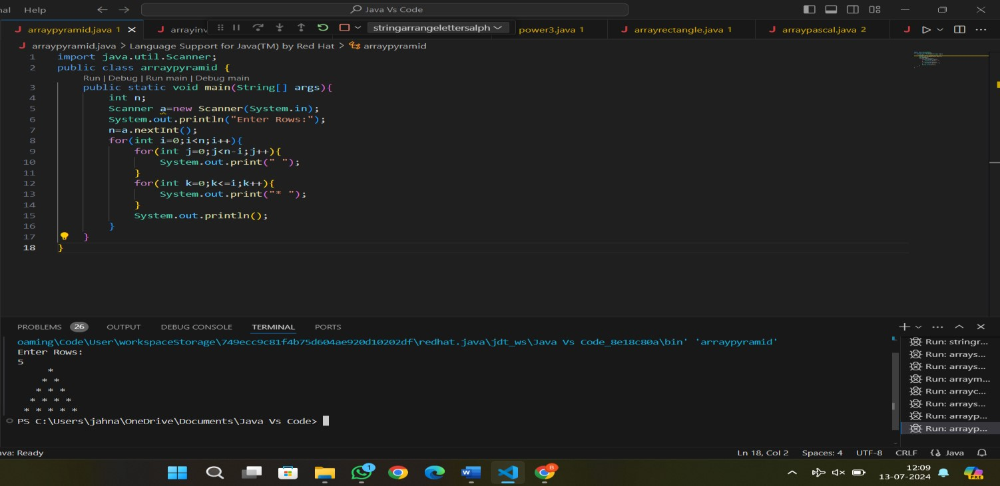 nal Help Java Vs Code
arraypyramid.java 1 arrayinv stringarrangelettersalph power3.java 1 arrayrectangle.java 1 arraypascal.java 2
arraypyramid.java > Language Support for Java(TM) by Red Hat > arraypyramid
1 import java.util.Scanner;
2 public class arraypyramid {
Run | Debug | Run main | Debug main
3 public static void main(String[] args){
4 int n;
5 Scanner a=new Scanner(System.in);
6 System.out.println("Enter Rows:");
7 n=a.nextInt();
8 for(int i=0;i<n;i++){
9 for(int j=0;j<n-i;j++){
10 System.out.print(" ");
11 }
12 for(int k=0;k<=i;k++){
13 System.out.print("* ");
14 }
15 System.out.println();
16 }
17 }
18 }
PROBLEMS 26 OUTPUT DEBUG CONSOLE TERMINAL PORTS
oaming\Code\User\workspaceStorage\749ecc9c81f4b75d604ae920d10202df\redhat.java\jdt_ws\Java Vs Code_8e18c80a\bin' 'arraypyramid'
Enter Rows:
5
*
* *
* * *
* * * *
* * * * *
PS C:\Users\jahna\OneDrive\Documents\Java Vs Code>
Run: stringr...
Run: arrays...
Run: arrays...
Run: arraym...
Run: arrayc...
Run: arrays...
Run: arrayp...
Run: arrayp...
ava: Ready Ln 18, Col 2 Spaces: 4 UTF-8 CRLF Java
1 W B 12:09
13-07-2024 PRE